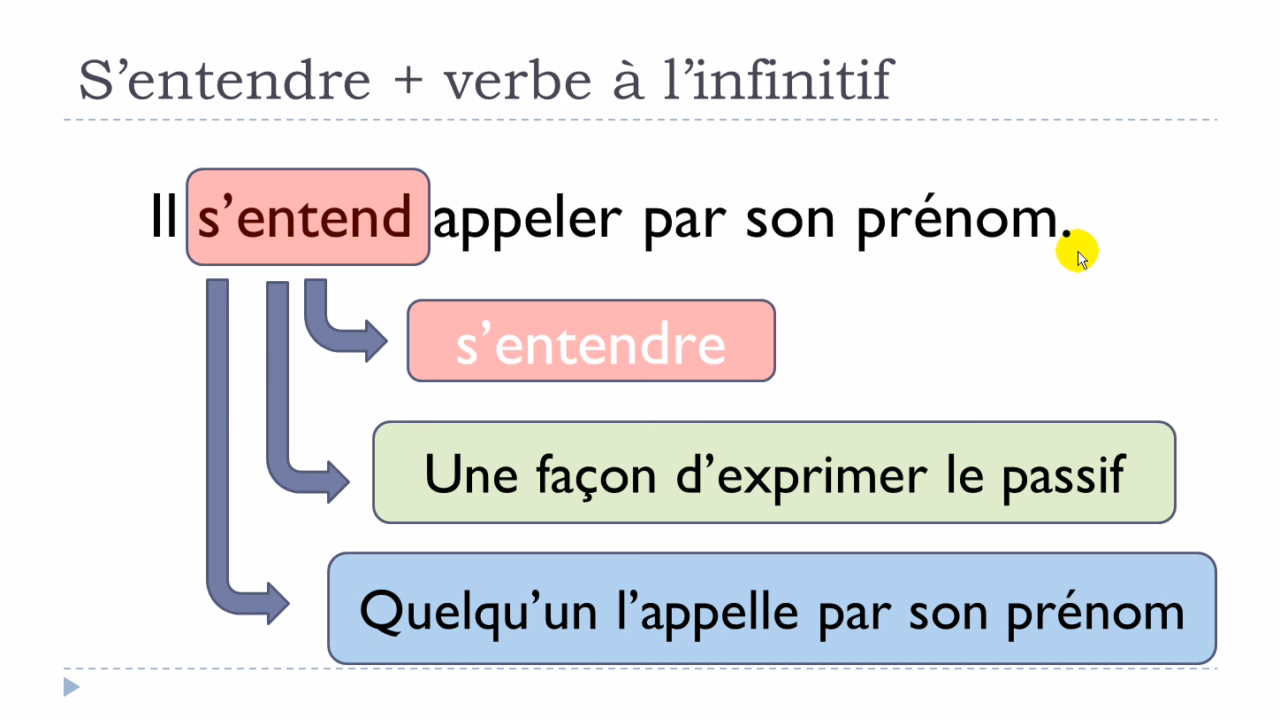 S’entendre + verbe à l’infinitif
Il s’entend appeler par son prénom.
s’entendre
Une façon d’exprimer le passif
Quelqu’un l’appelle par son prénom